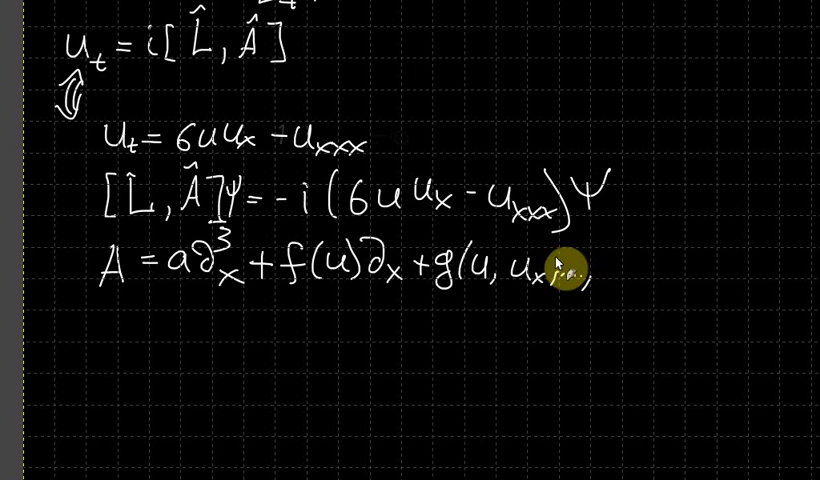 u_t = i[L̂, Â]
u_t = 6uu_x - u_xxx
[L̂, Â]ψ = -i(6uu_x - u_xxx)ψ
A = a∂_x^3 + f(u)∂_x + g(u, u_x,...,